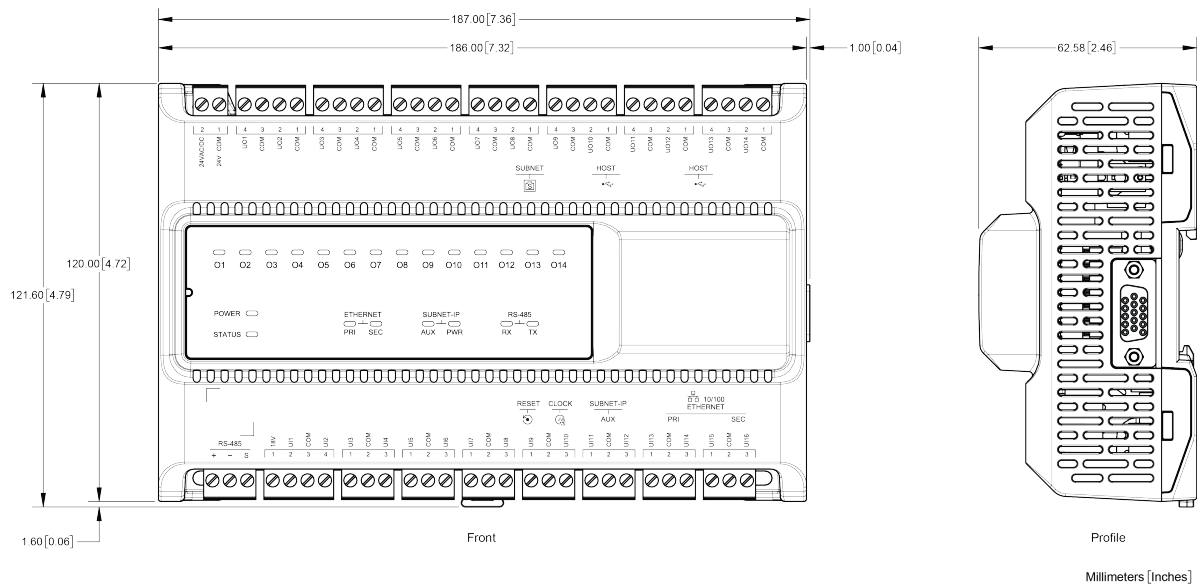 187.00[7.36]
186.00[7.32]
1.00[0.04]
62.58[2.46]
2 1 4 3 2 1 4 3 2 1 4 3 2 1 4 3 2 1 4 3 2 1 4 3 2 1 4 3 2 1
24VAC/DC 24V COM UO1 COM UO2 COM UO3 COM UO4 COM UO5 COM UO6 COM UO7 COM UO8 COM UO9 COM UO10 COM UO11 COM UO12 COM UO13 COM UO14 COM
SUBNET HOST HOST
120.00[4.72]
121.60[4.79]
O1 O2 O3 O4 O5 O6 O7 O8 O9 O10 O11 O12 O13 O14
POWER
STATUS
ETHERNET SUBNET-IP RS-485
PRI SEC AUX PWR RX TX
RESET CLOCK SUBNET-IP 10/100
ETHERNET
AUX PRI SEC
RS-485 18V UI1 COM UI2 UI3 COM UI4 UI5 COM UI6 UI7 COM UI8 UI9 COM UI10 UI11 COM UI12 UI13 COM UI14 UI15 COM UI16
+ – S 1 2 3 4 1 2 3 1 2 3 1 2 3 1 2 3 1 2 3 1 2 3 1 2 3
1.60[0.06]
Front
Profile
Millimeters [Inches]